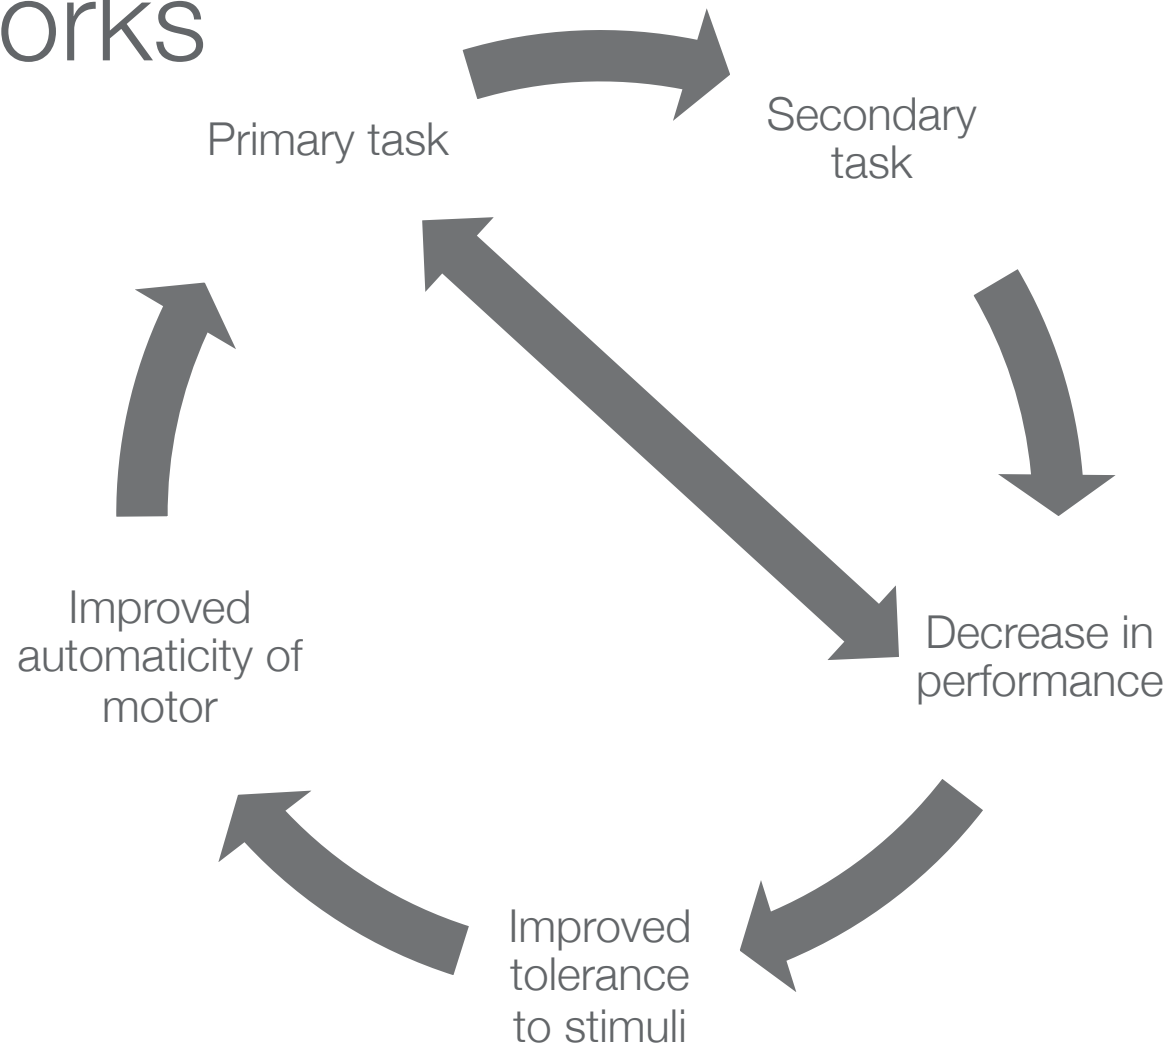 orks
Primary task
Secondary
task
Decrease in
performance
Improved
tolerance
to stimuli
Improved
automaticity of
motor